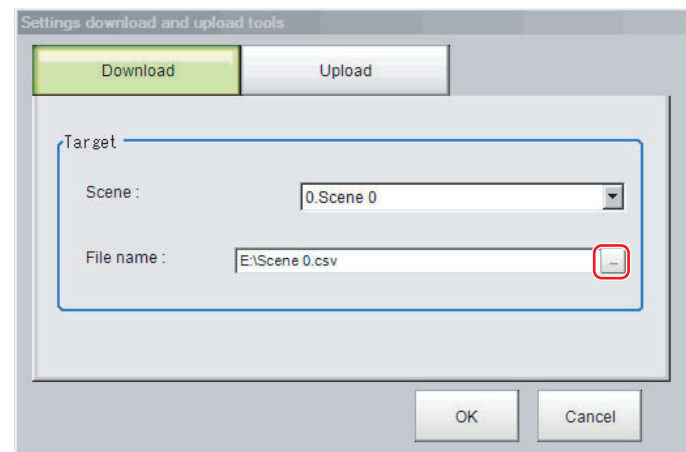 Settings download and upload tools
Download Upload
Target
Scene : 0.Scene 0
File name : E:\Scene 0.csv ...
OK Cancel